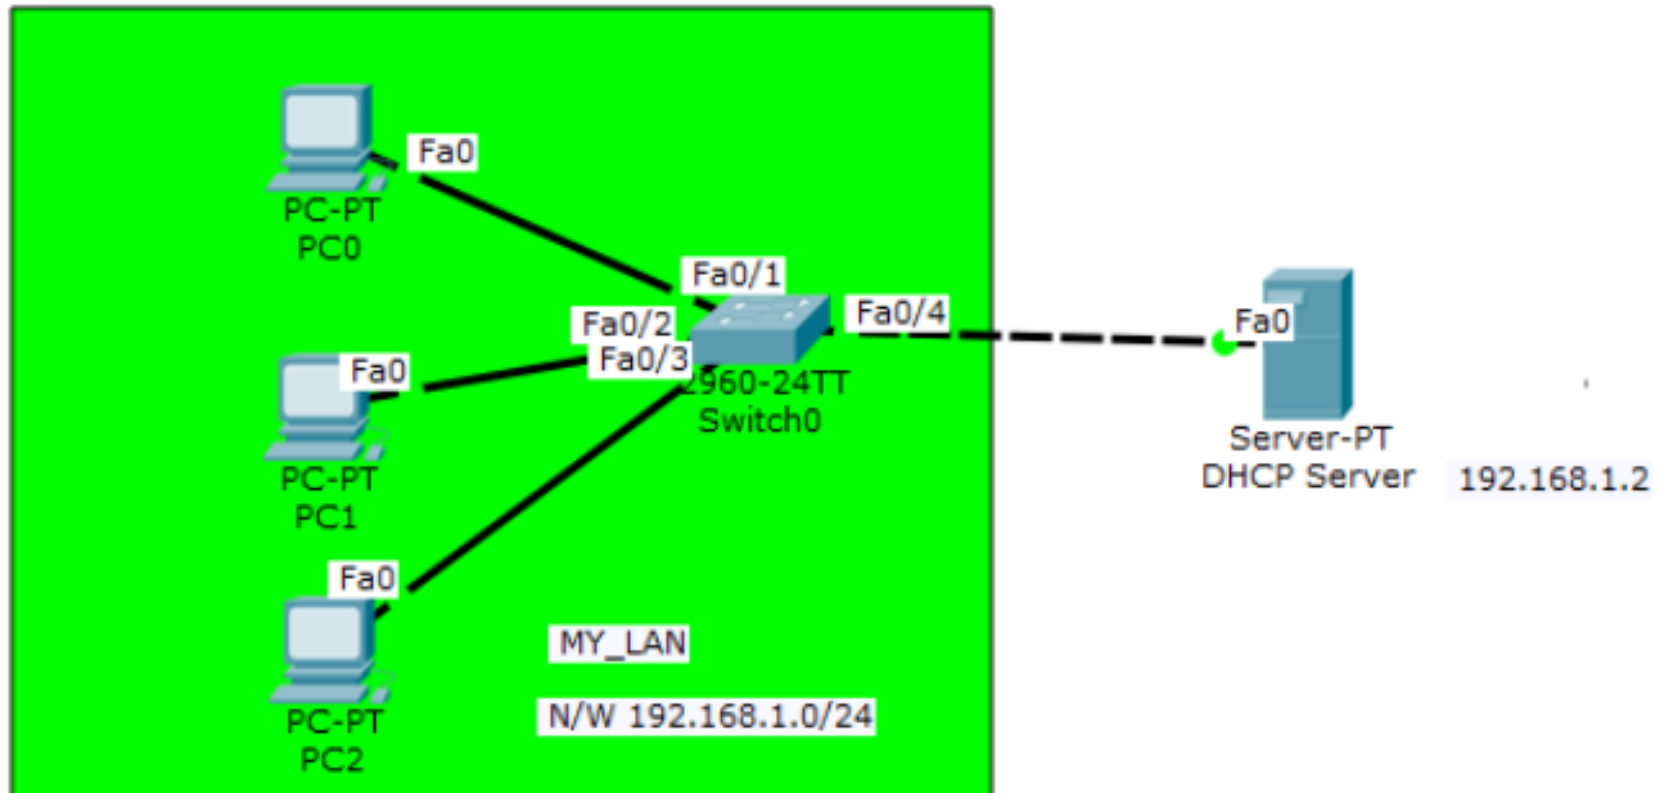 Fa0
PC-PT
PC0
Fa0/1
Fa0/2
Fa0/3
Fa0/4
2960-24TT
Switch0
Fa0
PC-PT
PC1
Fa0
PC-PT
PC2
MY_LAN
N/W 192.168.1.0/24
Fa0
Server-PT
DHCP Server
192.168.1.2